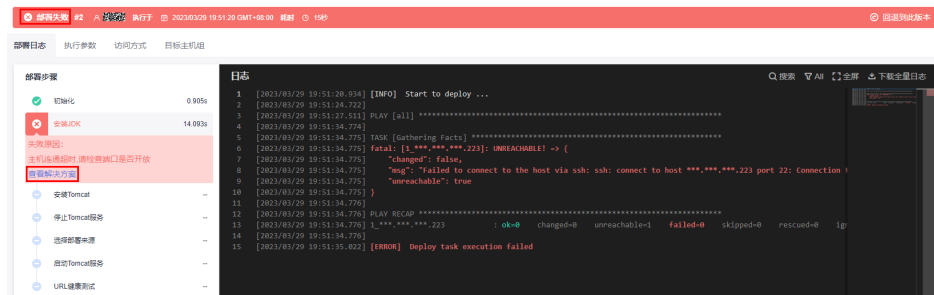 部署失败 #2 执行于 2023/03/29 19:51:20 GMT+08:00 耗时 15秒 回退到此版本
部署日志 执行参数 访问方式 目标主机组
部署步骤
初始化 0.905s
安装JDK 14.093s
失败原因:
主机连通超时,请检查端口是否开放
查看解决方案
安装Tomcat --
停止Tomcat服务 --
选择部署来源 --
启动Tomcat服务 --
URL健康测试 --
日志 搜索 All 全屏 下载全量日志
1 [2023/03/29 19:51:20.934] [INFO] Start to deploy ...
2 [2023/03/29 19:51:24.722]
3 [2023/03/29 19:51:27.511] PLAY [all] *********************************************************************
4 [2023/03/29 19:51:34.774]
5 [2023/03/29 19:51:34.775] TASK [Gathering Facts] *********************************************************
6 [2023/03/29 19:51:34.775] fatal: [1_***.***.***.223]: UNREACHABLE! => {
7 [2023/03/29 19:51:34.775] "changed": false,
8 [2023/03/29 19:51:34.775] "msg": "Failed to connect to the host via ssh: ssh: connect to host ***.***.***.223 port 22: Connection
9 [2023/03/29 19:51:34.775] "unreachable": true
10 [2023/03/29 19:51:34.775] }
11 [2023/03/29 19:51:34.776]
12 [2023/03/29 19:51:34.776] PLAY RECAP *********************************************************************
13 [2023/03/29 19:51:34.776] 1_***.***.***.223 : ok=0 changed=0 unreachable=1 failed=0 skipped=0 rescued=0
14 [2023/03/29 19:51:34.776]
15 [2023/03/29 19:51:35.022] [ERROR] Deploy task execution failed